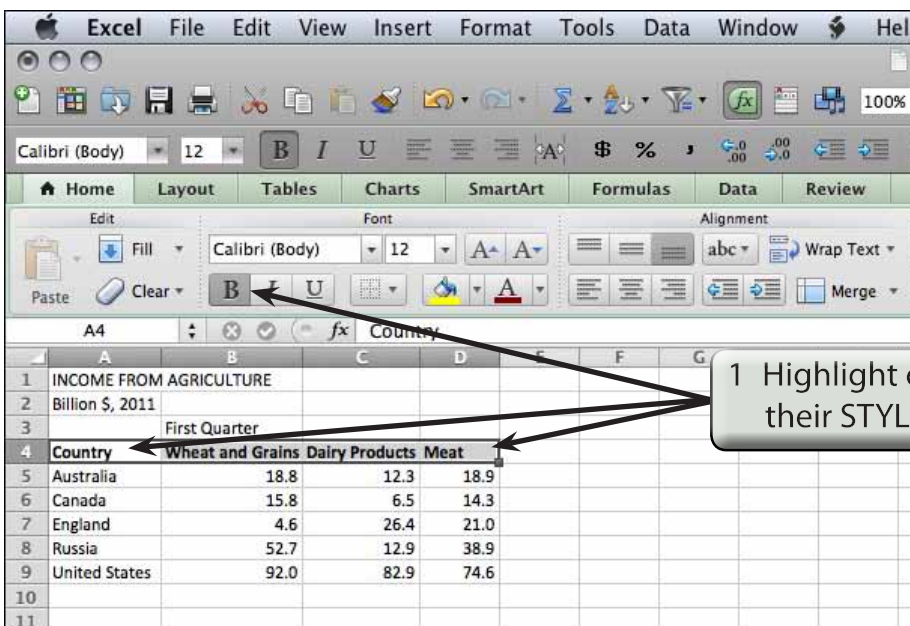 Excel File Edit View Insert Format Tools Data Window Hel
100%
Calibri (Body) 12 B I U A $ % , .0 .00 .00 .0
Home Layout Tables Charts SmartArt Formulas Data Review
Edit Font Alignment
Fill Calibri (Body) 12 A A abc Wrap Text
Paste Clear B I U A Merge
A4 fx Country
A B C D E F G
1 INCOME FROM AGRICULTURE
2 Billion $, 2011
3 First Quarter
4 Country Wheat and Grains Dairy Products Meat
5 Australia 18.8 12.3 18.9
6 Canada 15.8 6.5 14.3
7 England 4.6 26.4 21.0
8 Russia 52.7 12.9 38.9
9 United States 92.0 82.9 74.6
10
11
1 Highlight
their STYL